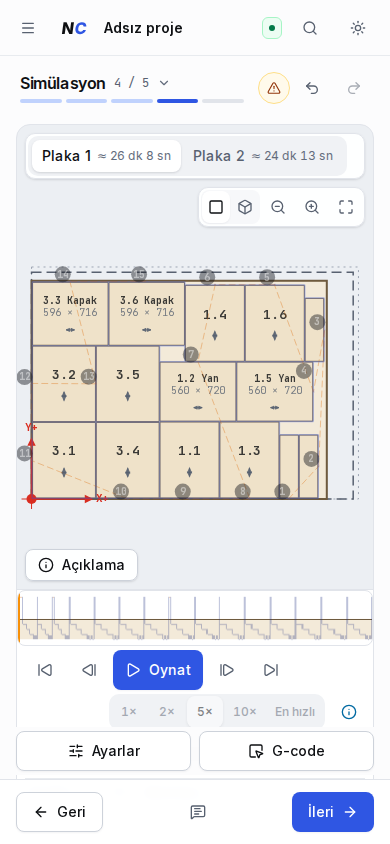 NC Adsız proje
Simülasyon 4 / 5
Plaka 1 ≈ 26 dk 8 sn Plaka 2 ≈ 24 dk 13 sn
14 15 6 5
3.3 Kapak 3.6 Kapak
596 × 716 596 × 716
1.4 1.6 3
7
12 3.2 13 3.5 1.2 Yan 1.5 Yan 4
560 × 720 560 × 720
Y+
11 3.1 3.4 1.1 1.3 2
10 9 8 1
X+
Açıklama
Oynat
1× 2× 5× 10× En hızlı
Ayarlar G-code
Geri İleri